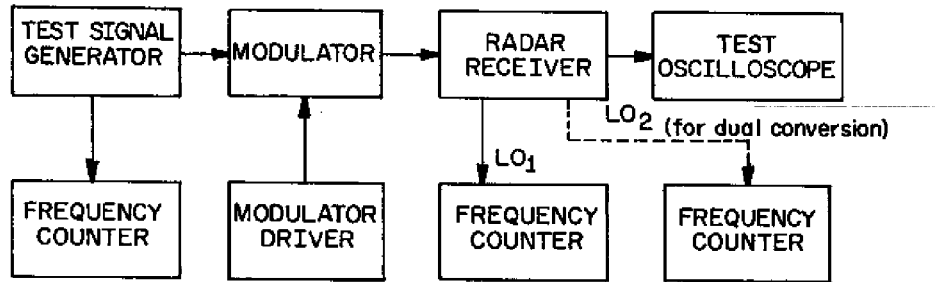 TEST SIGNAL
GENERATOR
MODULATOR
RADAR
RECEIVER
TEST
OSCILLOSCOPE
LO2 (for dual conversion)
LO1
FREQUENCY
COUNTER
MODULATOR
DRIVER
FREQUENCY
COUNTER
FREQUENCY
COUNTER